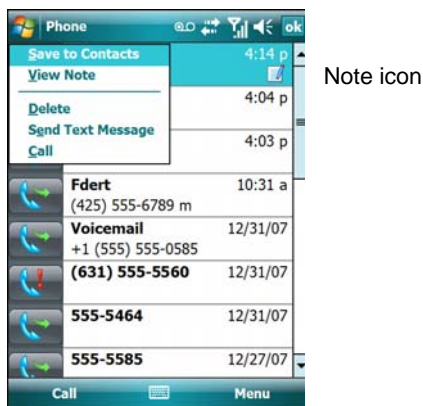 Phone ok
Save to Contacts 4:14 p
View Note
4:04 p
Delete
Send Text Message
4:03 p
Call
Fdert 10:31 a
(425) 555-6789 m
Voicemail 12/31/07
+1 (555) 555-0585
(631) 555-5560 12/31/07
555-5464 12/31/07
555-5585 12/27/07
Call Menu
Note icon